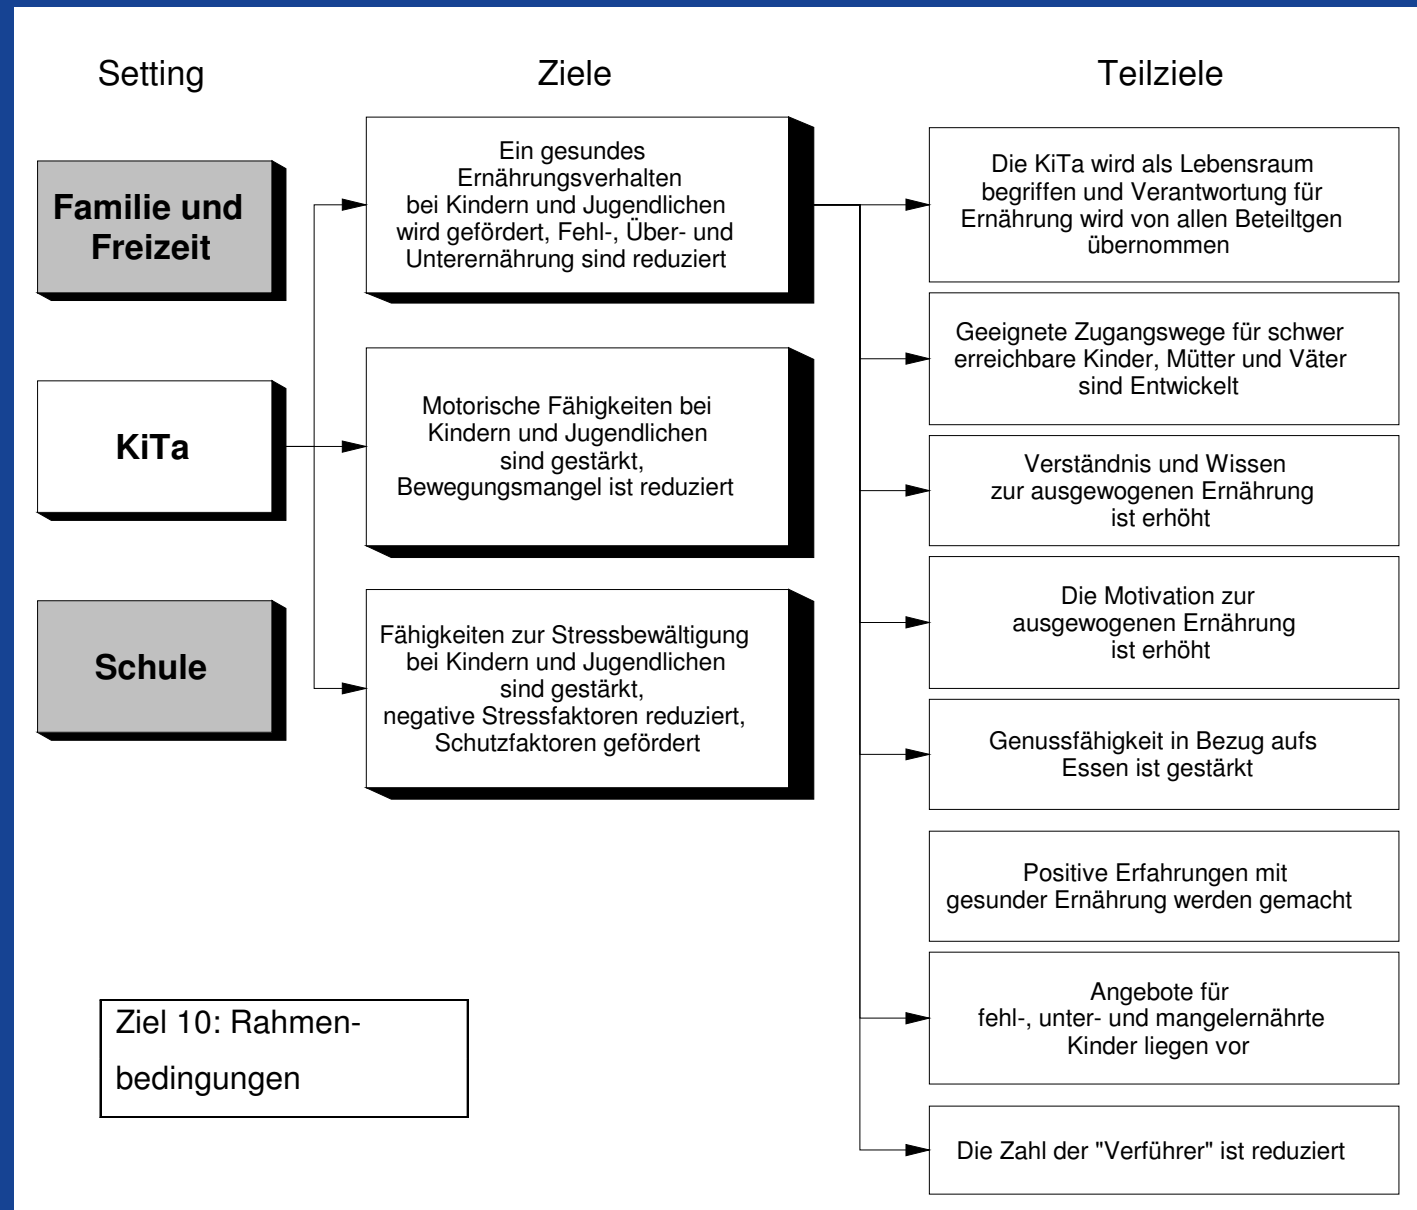 Setting
Ziele
Teilziele
Familie und
Freizeit
KiTa
Schule
Ein gesundes
Ernährungsverhalten
bei Kindern und Jugendlichen
wird gefördert, Fehl-, Über- und
Unterernährung sind reduziert
Motorische Fähigkeiten bei
Kindern und Jugendlichen
sind gestärkt,
Bewegungsmangel ist reduziert
Fähigkeiten zur Stressbewältigung
bei Kindern und Jugendlichen
sind gestärkt,
negative Stressfaktoren reduziert,
Schutzfaktoren gefördert
Die KiTa wird als Lebensraum
begriffen und Verantwortung für
Ernährung wird von allen Beteiltgen
übernommen
Geeignete Zugangswege für schwer
erreichbare Kinder, Mütter und Väter
sind Entwickelt
Verständnis und Wissen
zur ausgewogenen Ernährung
ist erhöht
Die Motivation zur
ausgewogenen Ernährung
ist erhöht
Genussfähigkeit in Bezug aufs
Essen ist gestärkt
Positive Erfahrungen mit
gesunder Ernährung werden gemacht
Angebote für
fehl-, unter- und mangelernährte
Kinder liegen vor
Die Zahl der "Verführer" ist reduziert
Ziel 10: Rahmen-
bedingungen